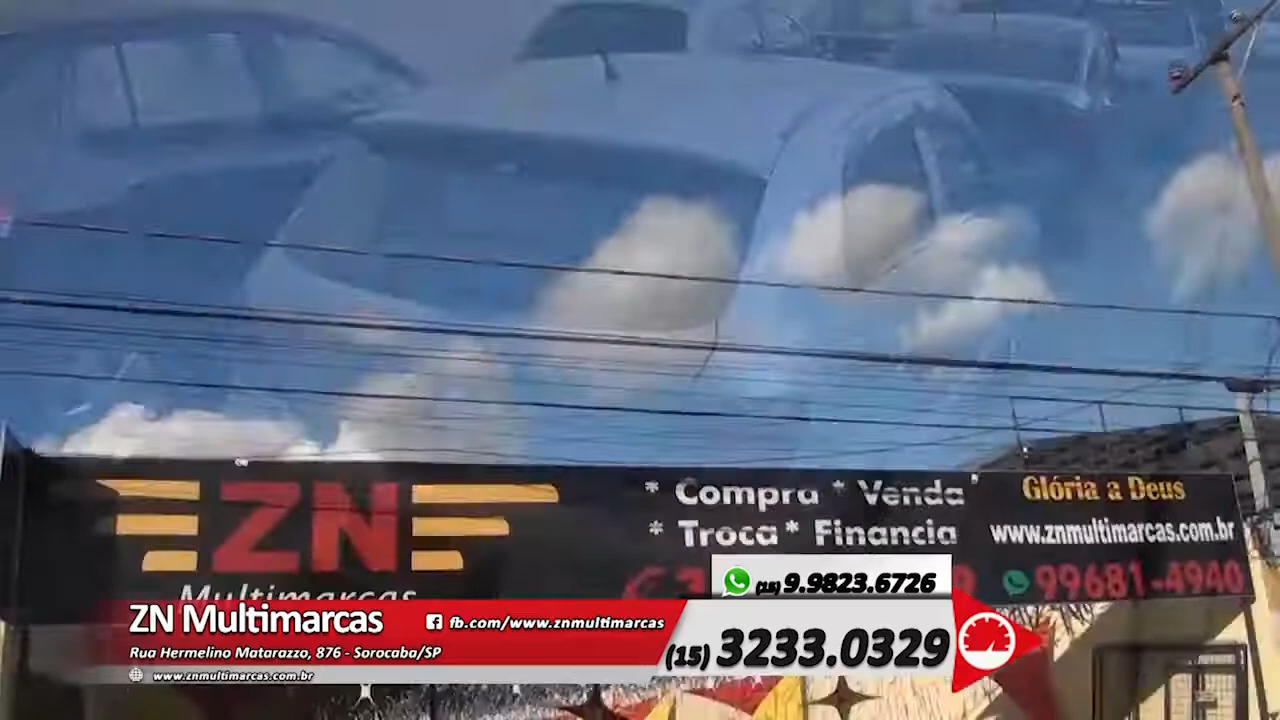 ZN
Multimarcas
* Compra * Venda
* Troca * Financia
Glória a Deus
www.znmultimarcas.com.br
99681-4940
(15) 9.9823.6726
ZN Multimarcas
fb.com/www.znmultimarcas
Rua Hermelino Matarazzo, 876 - Sorocaba/SP
(15) 3233.0329
www.znmultimarcas.com.br